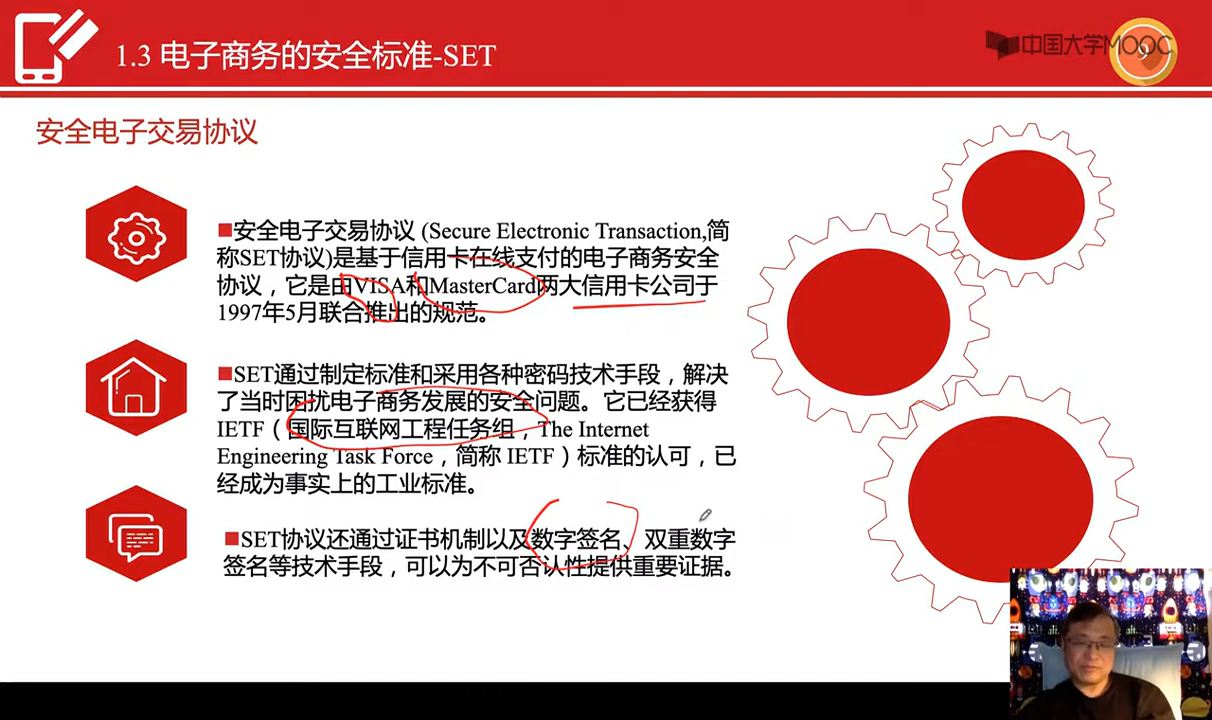 1.3 电子商务的安全标准-SET
中国大学MOOC
9
安全电子交易协议
■安全电子交易协议 (Secure Electronic Transaction,简
称SET协议)是基于信用卡在线支付的电子商务安全
协议，它是由VISA和MasterCard两大信用卡公司于
1997年5月联合推出的规范。
■SET通过制定标准和采用各种密码技术手段，解决
了当时困扰电子商务发展的安全问题。它已经获得
IETF（国际互联网工程任务组，The Internet
Engineering Task Force，简称 IETF）标准的认可，已
经成为事实上的工业标准。
■SET协议还通过证书机制以及数字签名、双重数字
签名等技术手段，可以为不可否认性提供重要证据。